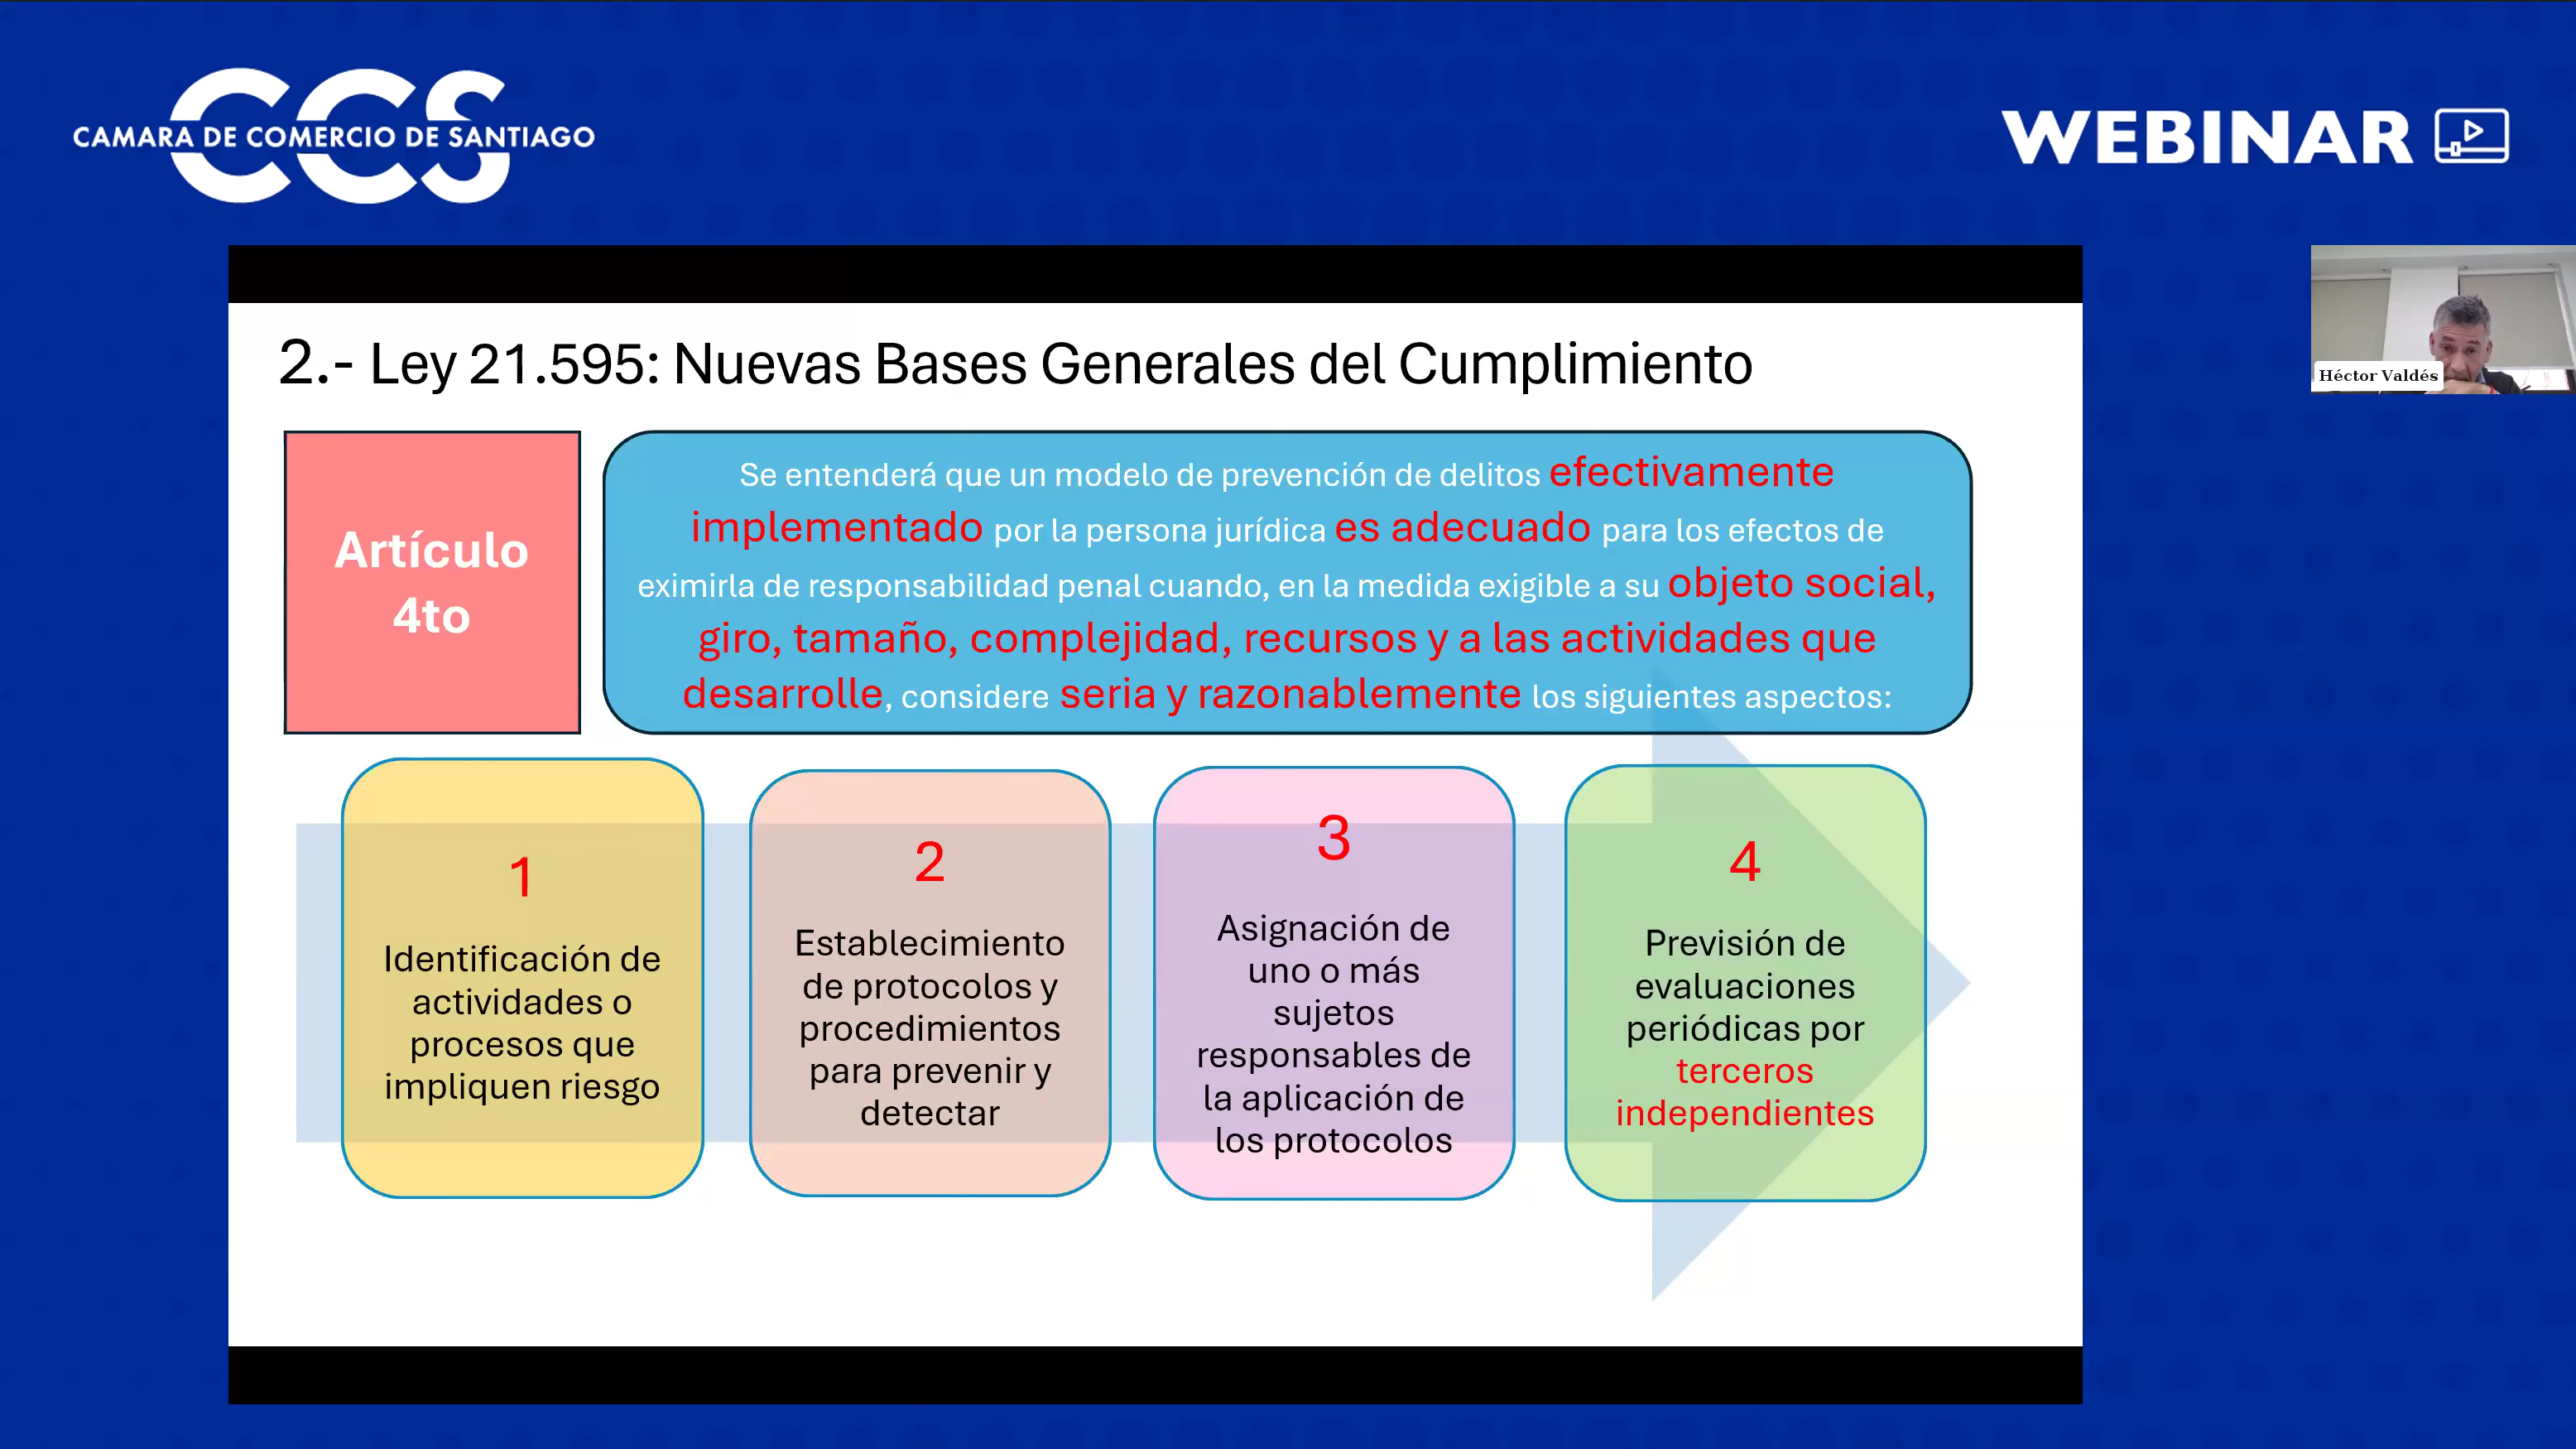 CCS
CAMARA DE COMERCIO DE SANTIAGO
WEBINAR
Héctor Valdés
2.- Ley 21.595: Nuevas Bases Generales del Cumplimiento
Artículo
4to
Se entenderá que un modelo de prevención de delitos efectivamente
implementado por la persona jurídica es adecuado para los efectos de
eximirla de responsabilidad penal cuando, en la medida exigible a su objeto social,
giro, tamaño, complejidad, recursos y a las actividades que
desarrolle, considere seria y razonablemente los siguientes aspectos:
1
Identificación de
actividades o
procesos que
impliquen riesgo
2
Establecimiento
de protocolos y
procedimientos
para prevenir y
detectar
3
Asignación de
uno o más
sujetos
responsables de
la aplicación de
los protocolos
4
Previsión de
evaluaciones
periódicas por
terceros
independientes